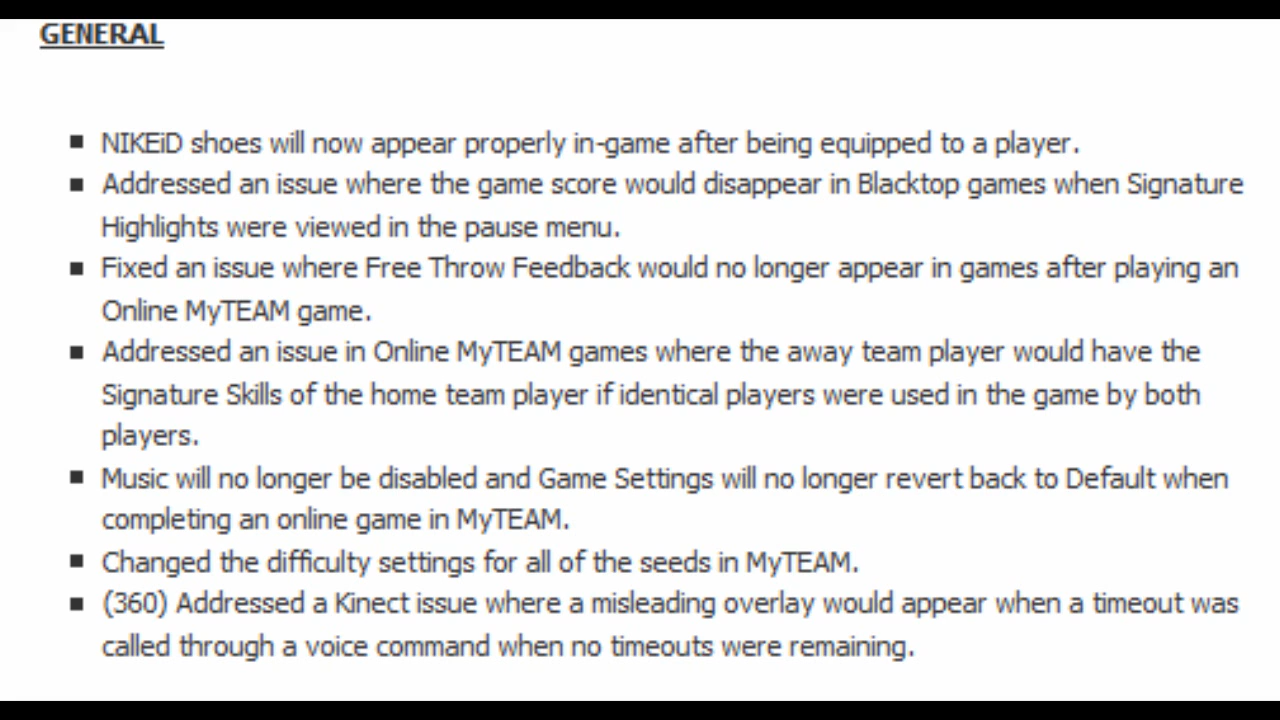 GENERAL
NIKEiD shoes will now appear properly in-game after being equipped to a player.
Addressed an issue where the game score would disappear in Blacktop games when Signature
Highlights were viewed in the pause menu.
Fixed an issue where Free Throw Feedback would no longer appear in games after playing an
Online MyTEAM game.
Addressed an issue in Online MyTEAM games where the away team player would have the
Signature Skills of the home team player if identical players were used in the game by both
players.
Music will no longer be disabled and Game Settings will no longer revert back to Default when
completing an online game in MyTEAM.
Changed the difficulty settings for all of the seeds in MyTEAM.
(360) Addressed a Kinect issue where a misleading overlay would appear when a timeout was
called through a voice command when no timeouts were remaining.